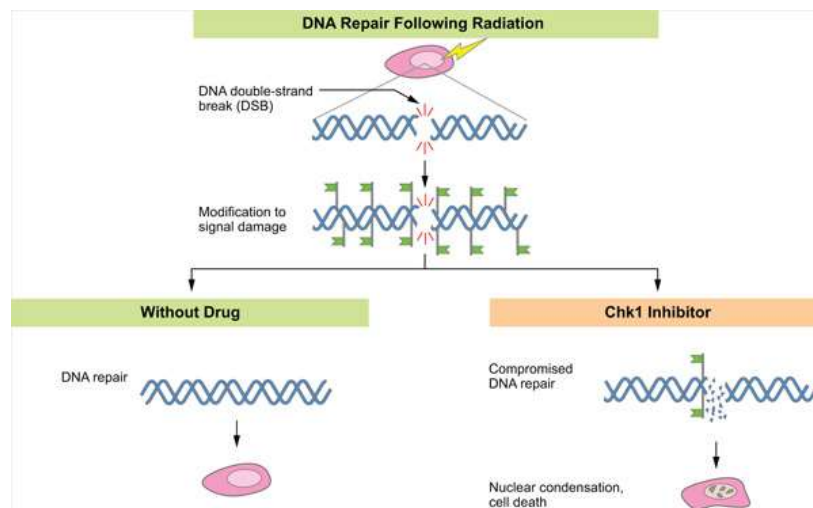 DNA Repair Following Radiation
DNA double-strand
break (DSB)
Modification to
signal damage
Without Drug
Chk1 Inhibitor
DNA repair
Compromised
DNA repair
Nuclear condensation,
cell death